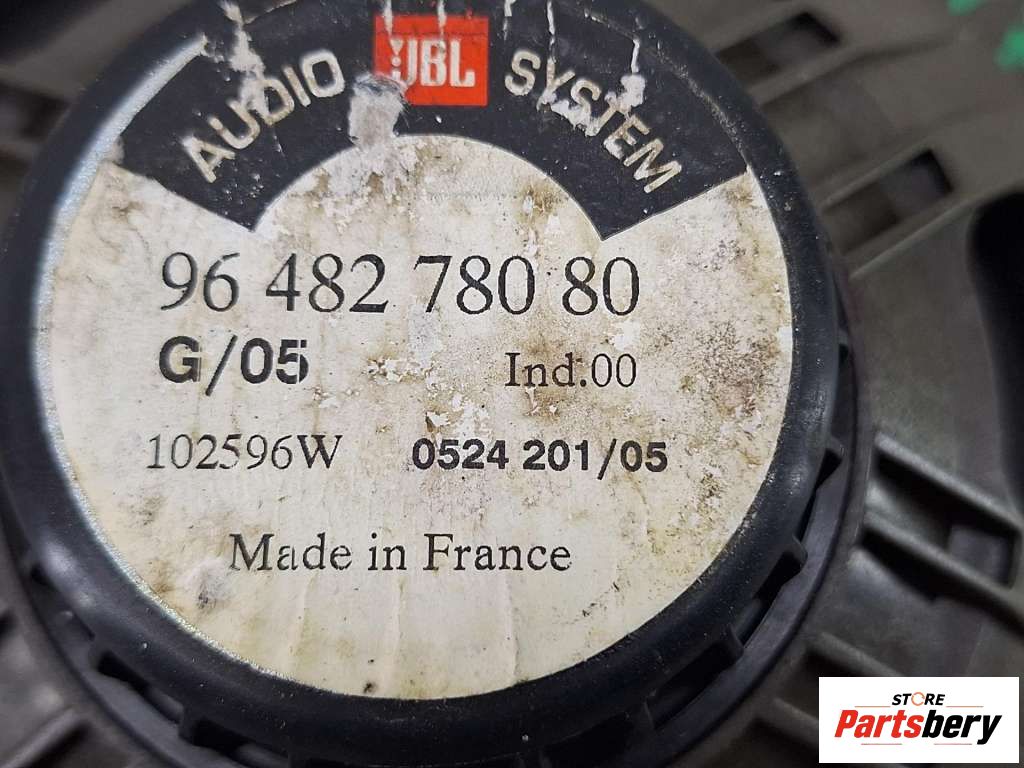 AUDIO JBL SYSTEM
96 482 780 80
G/05 Ind.00
102596W 0524 201/05
Made in France
STORE
Partsbery